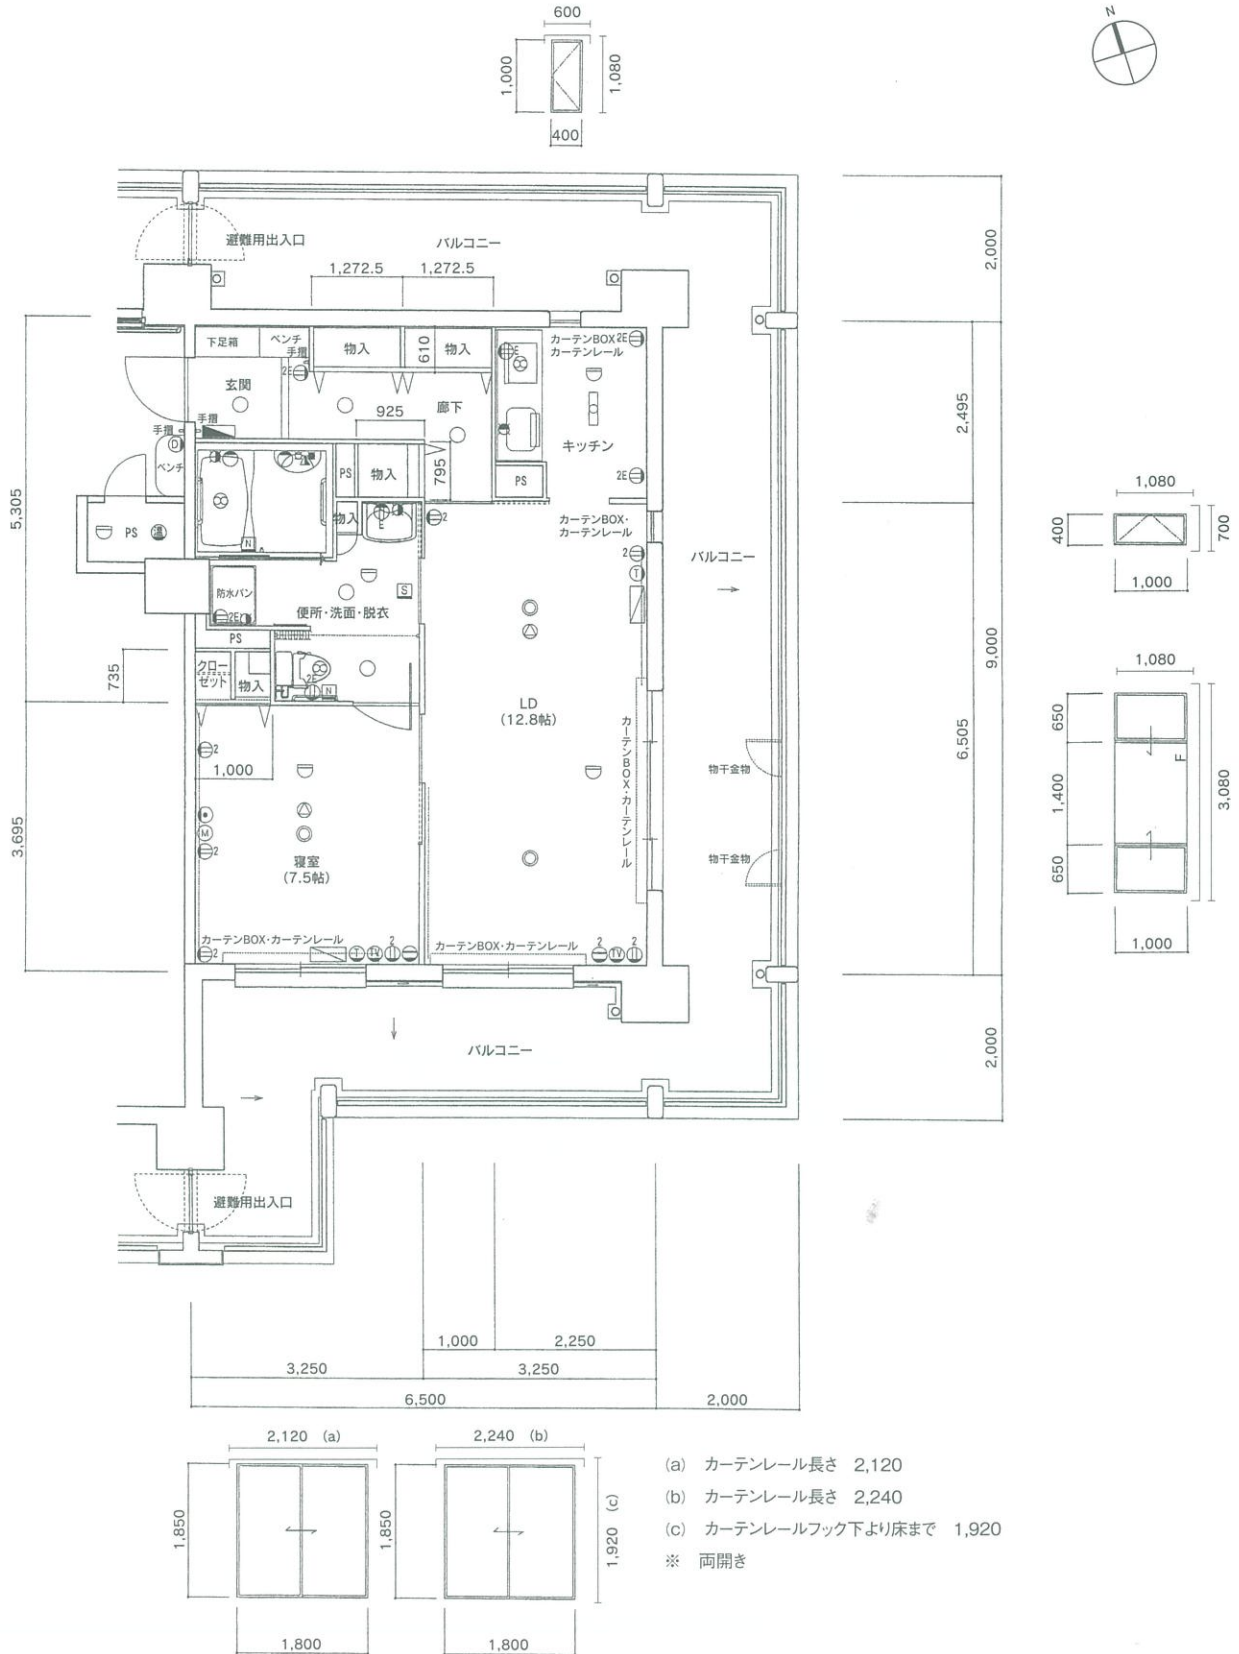 600
N
1,000
1,080
400
避難用出入口
バルコニー
2,000
1,272.5
1,272.5
下足箱
ベンチ
手摺
物入
610
物入
カーテンBOX
カーテンレール
2E
E
2E
玄関
廊下
925
2,495
手摺
手摺
キッチン
D
ベンチ
PS
物入
795
PS
2E
5,305
PS
温
物入
E
2
カーテンBOX・
カーテンレール
1,080
400
700
1,000
N
2
T
バルコニー
防水パン
2E
S
便所・洗面・脱衣
9,000
PS
クロー
ゼット
物入
2E
N
735
1,080
LD
(12.8帖)
カーテンBOX・カーテンレール
6,505
650
2
1,000
物干金物
F
1,400
3,080
3,695
M
2
寝室
(7.5帖)
物干金物
650
カーテンBOX・カーテンレール
2
T
TV
2
カーテンBOX・カーテンレール
2
TV
2
1,000
バルコニー
2,000
避難用出入口
1,000
2,250
3,250
3,250
6,500
2,000
2,120 (a)
2,240 (b)
(a) カーテンレール長さ 2,120
(b) カーテンレール長さ 2,240
1,850
1,850
1,920 (c)
(c) カーテンレールフック下より床まで 1,920
※ 両開き
1,800
1,800